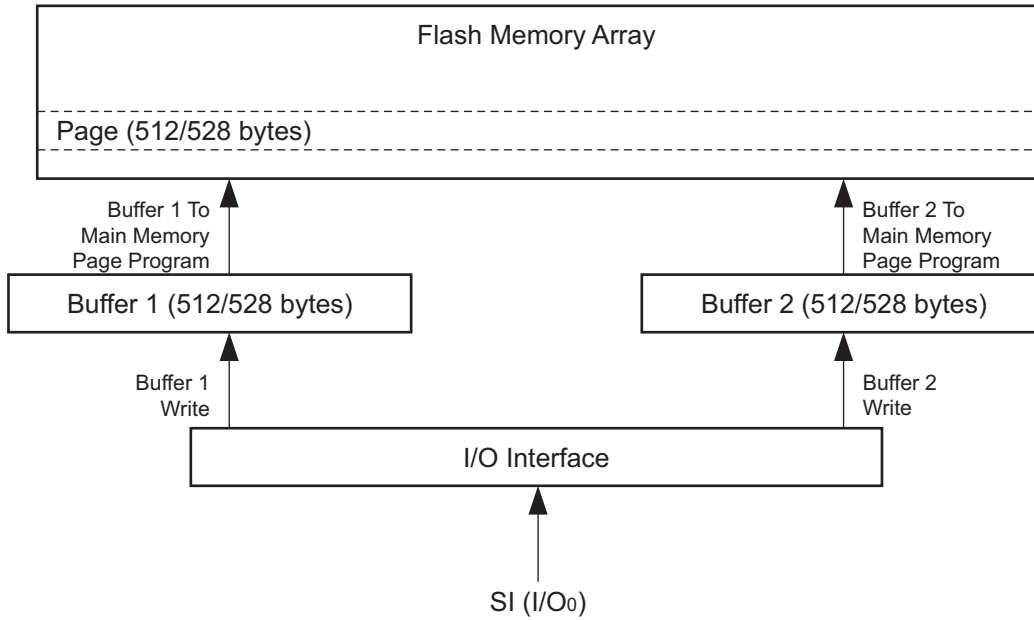 Flash Memory Array
Page (512/528 bytes)
Buffer 1 To
Main Memory
Page Program
Buffer 2 To
Main Memory
Page Program
Buffer 1 (512/528 bytes)
Buffer 2 (512/528 bytes)
Buffer 1
Write
Buffer 2
Write
I/O Interface
SI (I/O0)